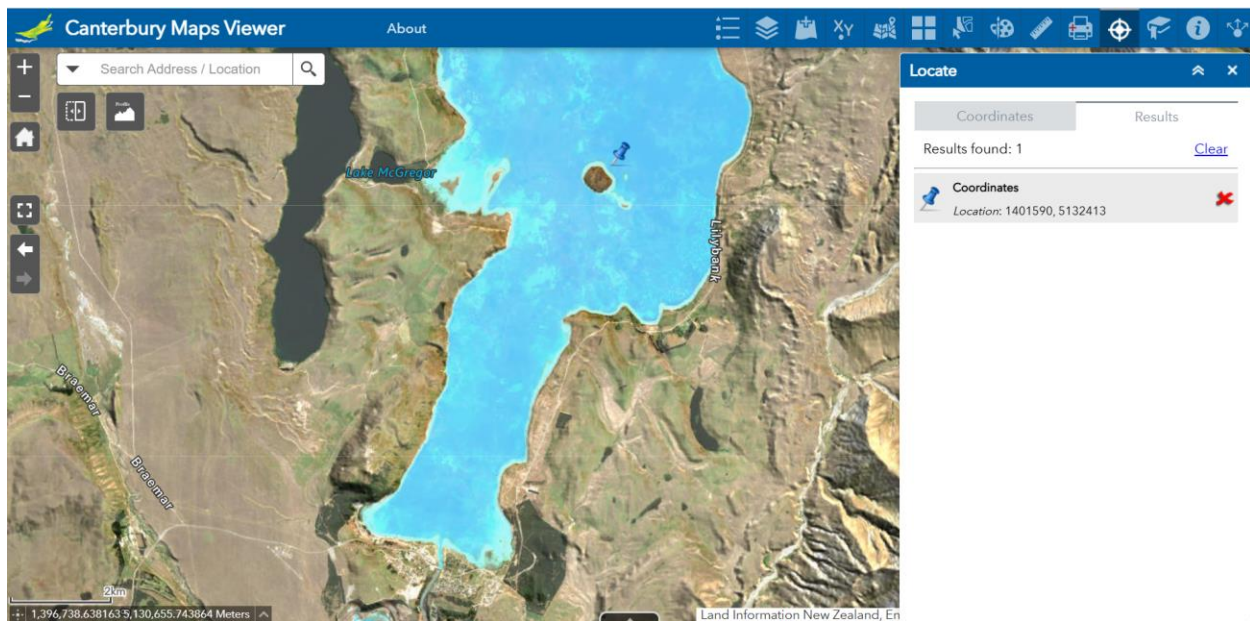 Canterbury Maps Viewer
About
Search Address / Location
Profile
Lake McGregor
Lilybank
Braemar
Braemar
2km
1,396,738.638163 5,130,655.743864 Meters
Land Information New Zealand, En
Locate
Coordinates
Results
Results found: 1
Clear
Coordinates
Location: 1401590, 5132413